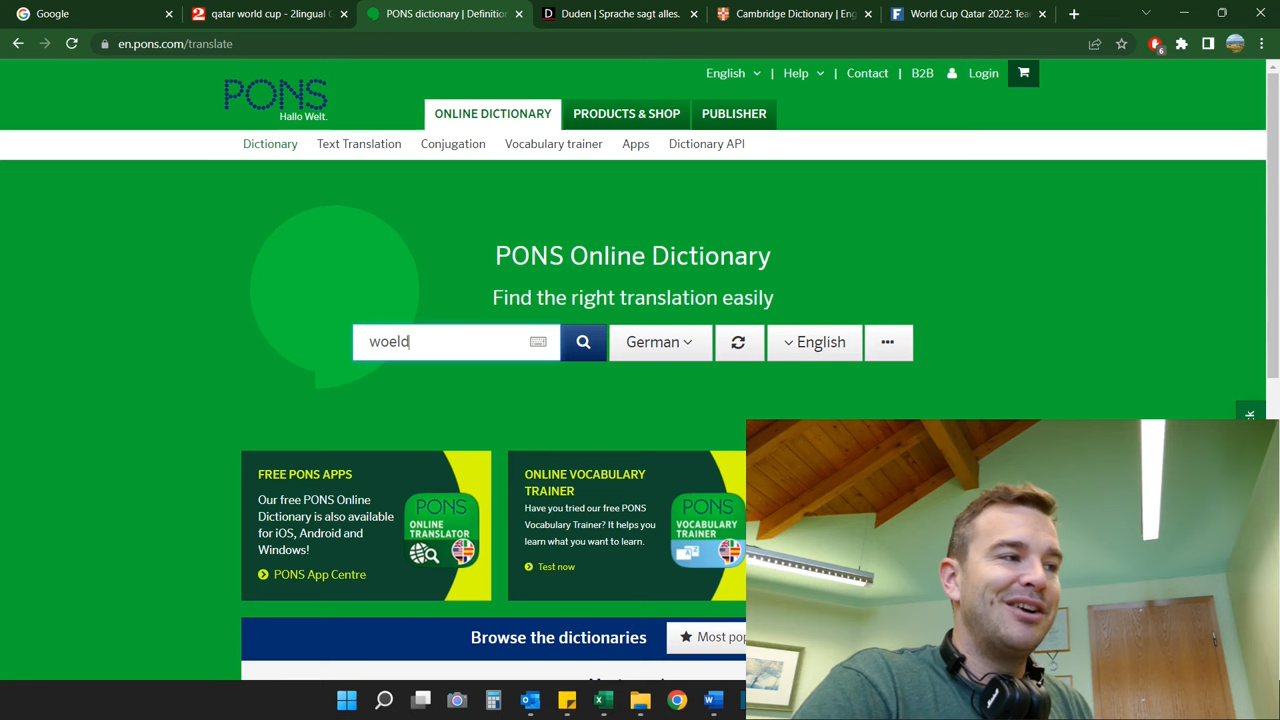 Google
qatar world cup - 2lingual G
PONS dictionary | Definition
Duden | Sprache sagt alles.
Cambridge Dictionary | Eng
World Cup Qatar 2022: Tea
en.pons.com/translate
6
English | Help | Contact | B2B Login
PONS
Hallo Welt.
ONLINE DICTIONARY PRODUCTS & SHOP PUBLISHER
Dictionary Text Translation Conjugation Vocabulary trainer Apps Dictionary API
PONS Online Dictionary
Find the right translation easily
woeld German English
FREE PONS APPS
Our free PONS Online
Dictionary is also available
for iOS, Android and
Windows!
PONS App Centre
PONS
ONLINE
TRANSLATOR
ONLINE VOCABULARY
TRAINER
Have you tried our free PONS
Vocabulary Trainer? It helps you
learn what you want to learn.
Test now
PONS
VOCABULARY
TRAINER
Browse the dictionaries
Most pop